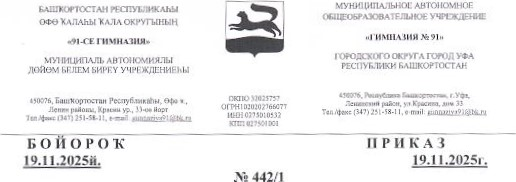 БАШҠОРТОСТАН РЕСПУБЛИКАҺЫ
ӨФӨ ҠАЛАҺЫ ҠАЛА ОКРУГЫНЫҢ
«91-СЕ ГИМНАЗИЯ»
МУНИЦИПАЛЬ АВТОНОМИЯЛЫ
ДӨЙӨМ БЕЛЕМ БИРЕҮ УЧРЕЖДЕНИЕҺЫ
450076, Башҡортостан Республикаһы, Өфө ҡ.,
Ленин районы, Красин ур., 33-сө йорт
Тел./факс (347) 251-58-11, e-mail: gimnaziya91@bk.ru
ОКПО
ОГРН
ИНН 0275010532
КПП 027501001
МУНИЦИПАЛЬНОЕ АВТОНОМНОЕ
ОБЩЕОБРАЗОВАТЕЛЬНОЕ УЧРЕЖДЕНИЕ
«ГИМНАЗИЯ № 91»
ГОРОДСКОГО ОКРУГА ГОРОД УФА
РЕСПУБЛИКИ БАШКОРТОСТАН
450076, Республика Башкортостан, г.Уфа,
Ленинский район, ул.Красина, дом 33
Тел./факс (347) 251-58-11, e-mail: gimnaziya91@bk.ru
Б О Й О Р О Ҡ
19.11.2025й.
П Р И К А З
19.11.2025г.
№ 442/1